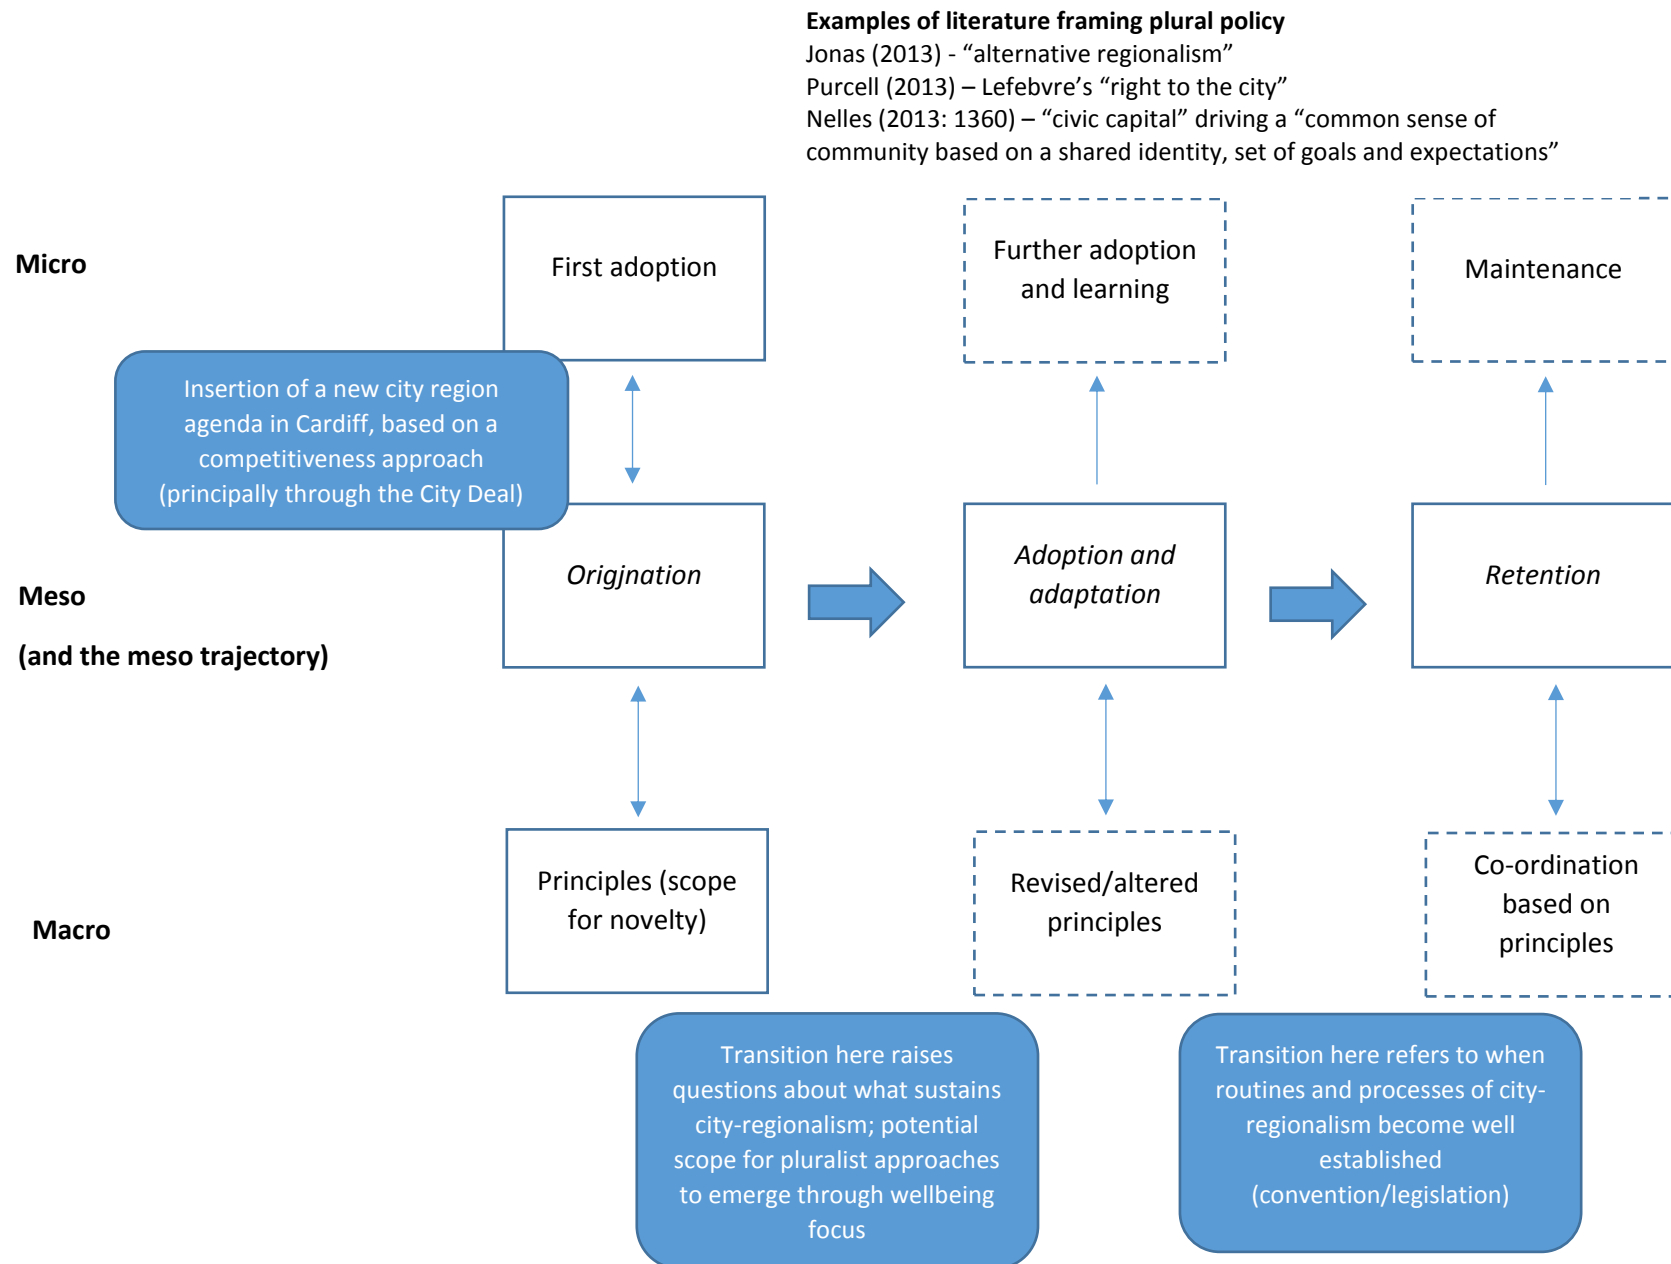 Examples of literature framing plural policy
Jonas (2013) - “alternative regionalism”
Purcell (2013) – Lefebvre’s “right to the city”
Nelles (2013: 1360) – “civic capital” driving a “common sense of
community based on a shared identity, set of goals and expectations”
Micro
First adoption
Further adoption
and learning
Maintenance
Insertion of a new city region
agenda in Cardiff, based on a
competitiveness approach
(principally through the City Deal)
Meso
(and the meso trajectory)
Origjnation
Adoption and
adaptation
Retention
Macro
Principles (scope
for novelty)
Revised/altered
principles
Co-ordination
based on
principles
Transition here raises
questions about what sustains
city-regionalism; potential
scope for pluralist approaches
to emerge through wellbeing
focus
Transition here refers to when
routines and processes of city-
regionalism become well
established
(convention/legislation)